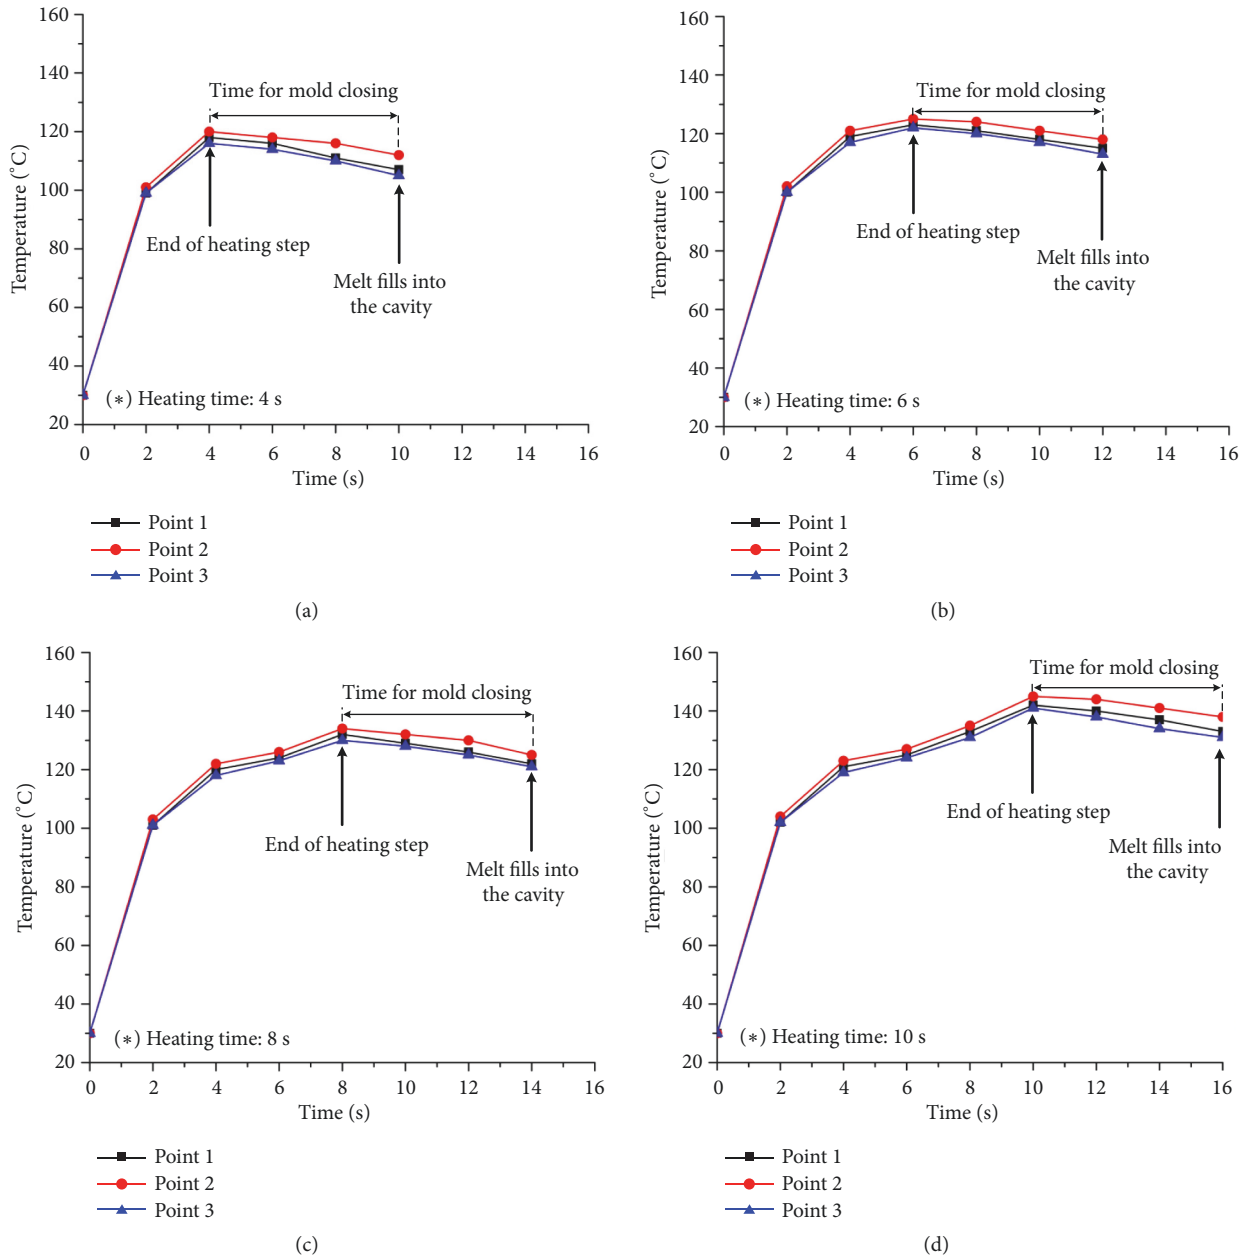 160
140
120
100
80
60
40
20
Temperature (°C)
Time for mold closing
End of heating step
Melt fills into
the cavity
(∗) Heating time: 4 s
0 2 4 6 8 10 12 14 16
Time (s)
Point 1
Point 2
Point 3
(a)
160
140
120
100
80
60
40
20
Temperature (°C)
Time for mold closing
End of heating step
Melt fills into
the cavity
(∗) Heating time: 6 s
0 2 4 6 8 10 12 14 16
Time (s)
Point 1
Point 2
Point 3
(b)
160
140
120
100
80
60
40
20
Temperature (°C)
Time for mold closing
End of heating step
Melt fills into
the cavity
(∗) Heating time: 8 s
0 2 4 6 8 10 12 14 16
Time (s)
Point 1
Point 2
Point 3
(c)
160
140
120
100
80
60
40
20
Temperature (°C)
Time for mold closing
End of heating step
Melt fills into
the cavity
(∗) Heating time: 10 s
0 2 4 6 8 10 12 14 16
Time (s)
Point 1
Point 2
Point 3
(d)